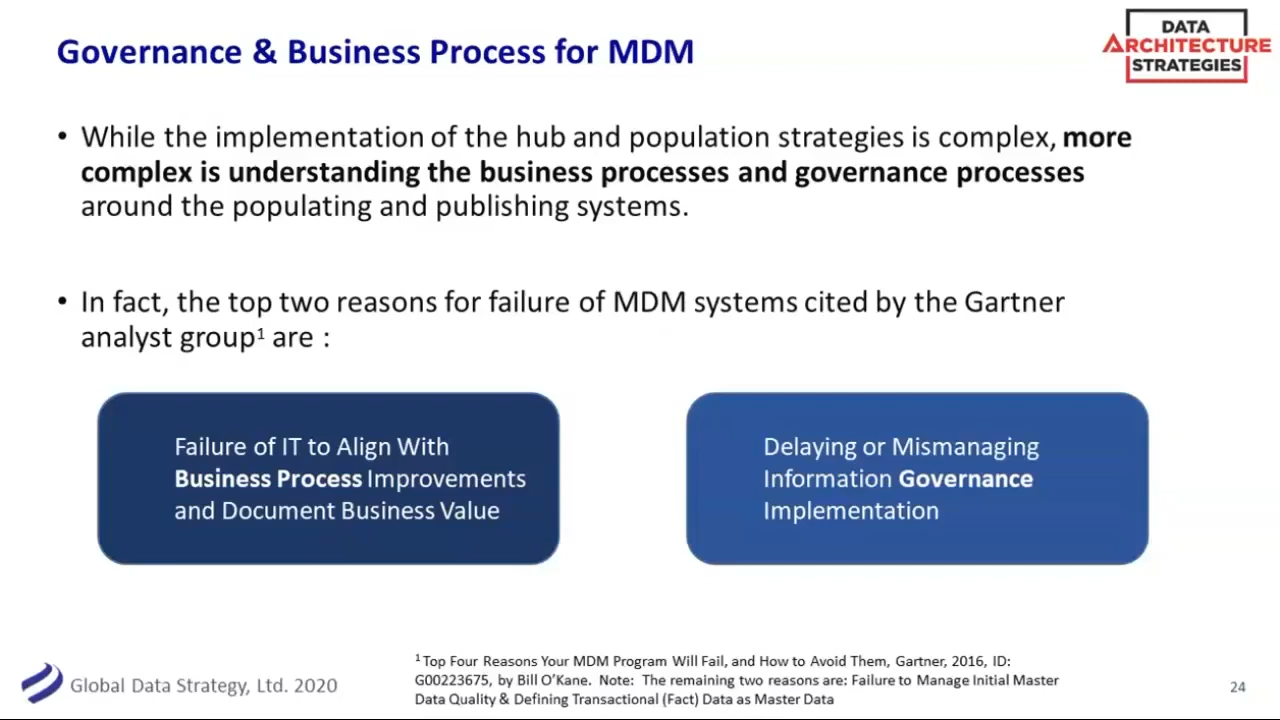 Governance & Business Process for MDM
DATA
ARCHITECTURE
STRATEGIES
• While the implementation of the hub and population strategies is complex, more
complex is understanding the business processes and governance processes
around the populating and publishing systems.
• In fact, the top two reasons for failure of MDM systems cited by the Gartner
analyst group¹ are :
Failure of IT to Align With
Business Process Improvements
and Document Business Value
Delaying or Mismanaging
Information Governance
Implementation
¹ Top Four Reasons Your MDM Program Will Fail, and How to Avoid Them, Gartner, 2016, ID:
G00223675, by Bill O’Kane. Note: The remaining two reasons are: Failure to Manage Initial Master
Data Quality & Defining Transactional (Fact) Data as Master Data
Global Data Strategy, Ltd. 2020
24